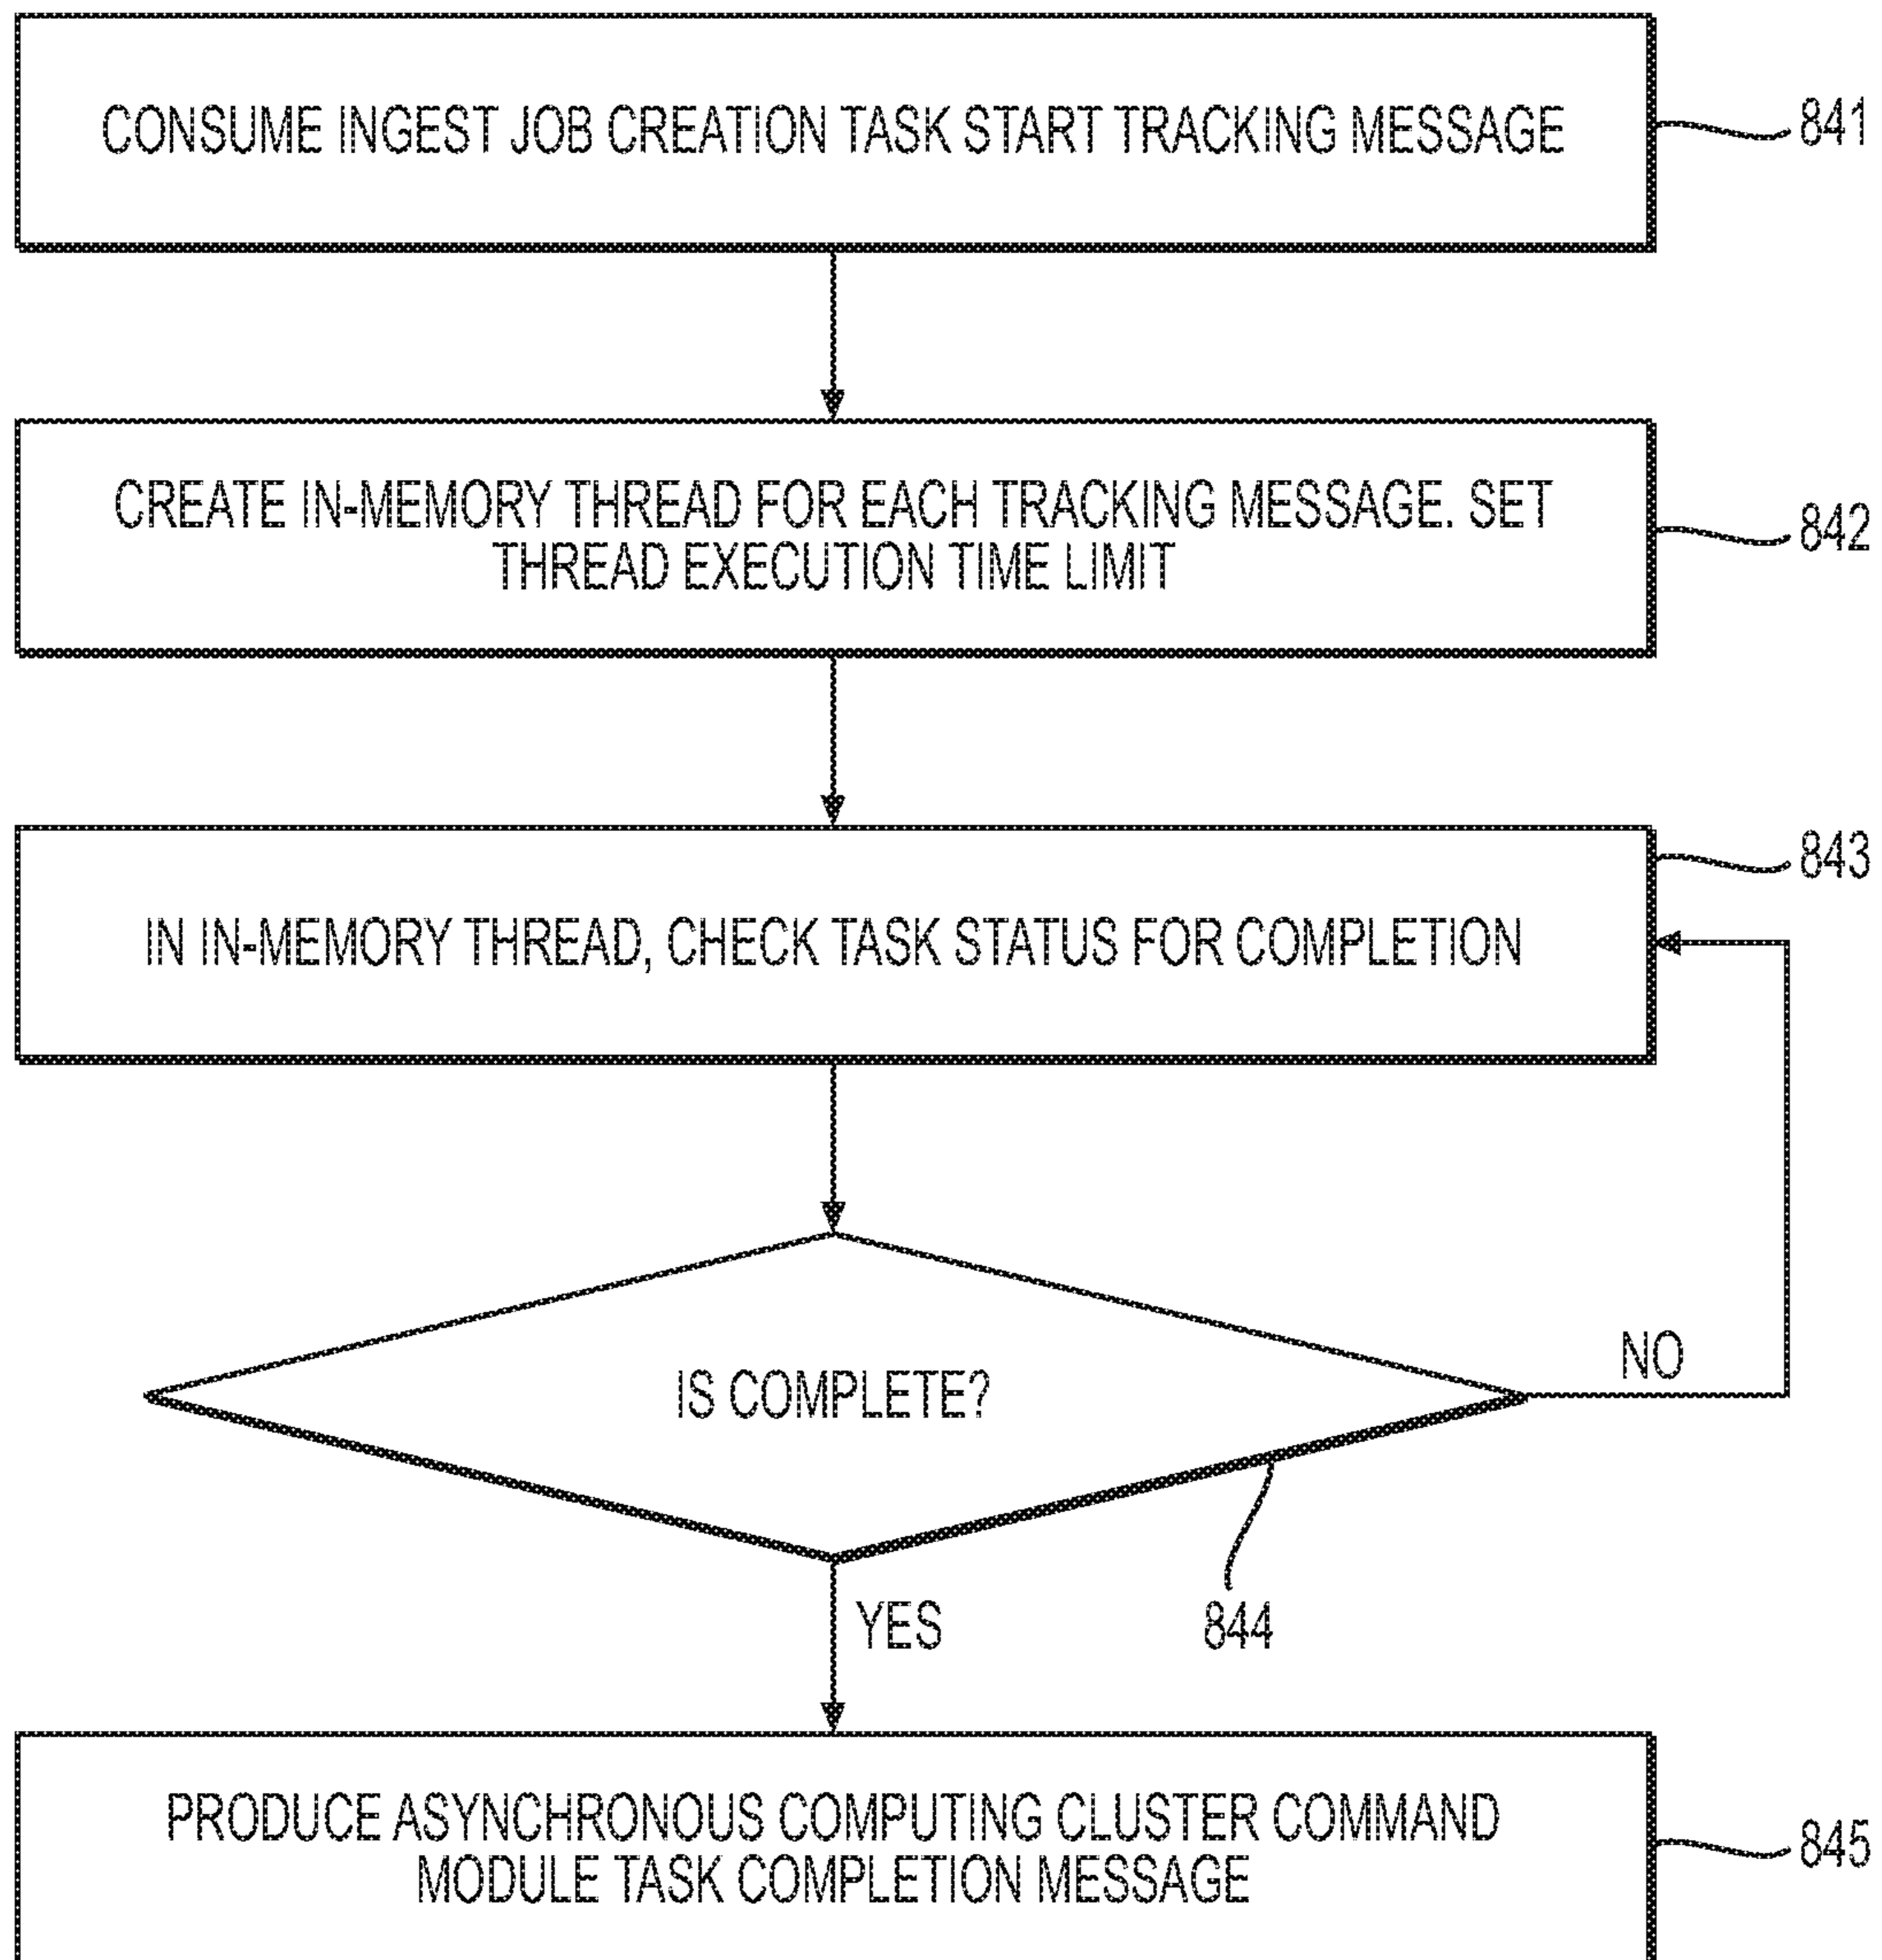 CONSUME INGEST JOB CREATION TASK START TRACKING MESSAGE
841
CREATE IN-MEMORY THREAD FOR EACH TRACKING MESSAGE. SET
THREAD EXECUTION TIME LIMIT
842
843
IN IN-MEMORY THREAD, CHECK TASK STATUS FOR COMPLETION
NO
IS COMPLETE?
YES
844
PRODUCE ASYNCHRONOUS COMPUTING CLUSTER COMMAND
MODULE TASK COMPLETION MESSAGE
845